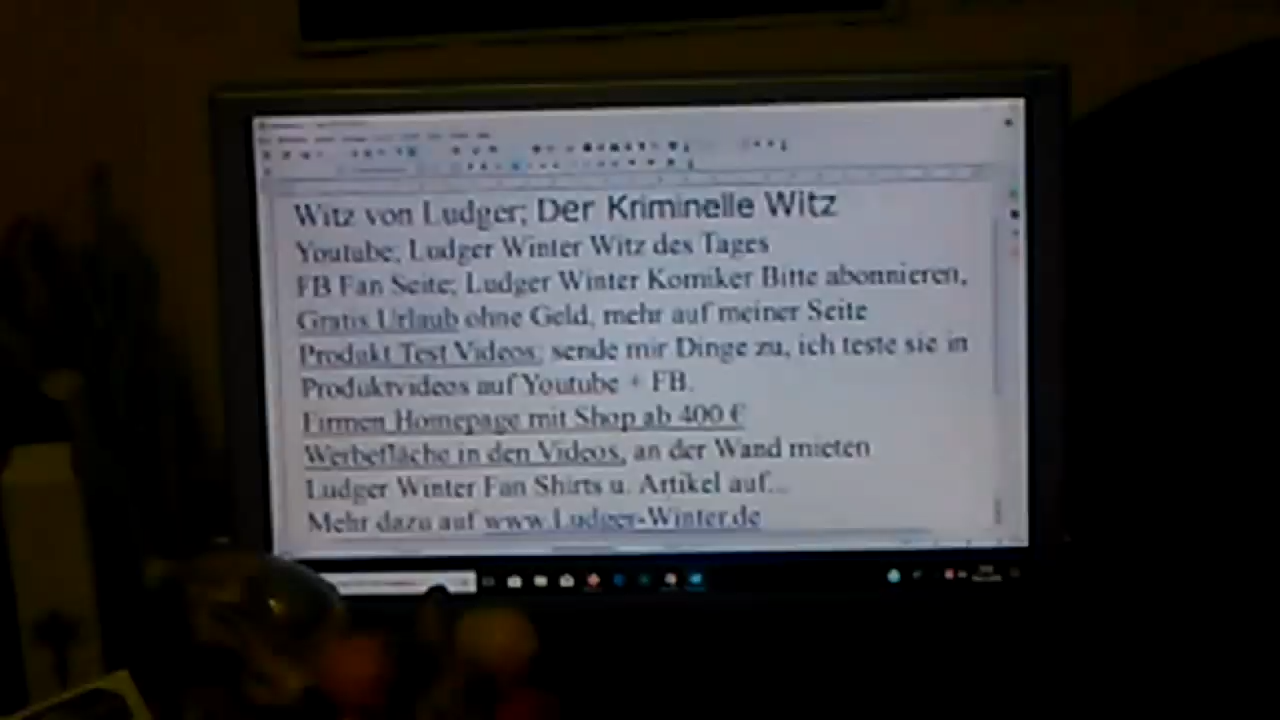 Witz von Ludger; Der Kriminelle Witz
Youtube; Ludger Winter Witz des Tages
FB Fan Seite; Ludger Winter Komiker Bitte abonnieren,
Gratis Urlaub ohne Geld, mehr auf meiner Seite
Produkt Test Videos; sende mir Dinge zu, ich teste sie in
Produktvideos auf Youtube + FB.
Firmen Homepage mit Shop ab 400 €
Werbefläche in den Videos, an der Wand mieten
Ludger Winter Fan Shirts u. Artikel auf...
Mehr dazu auf www.Ludger-Winter.de